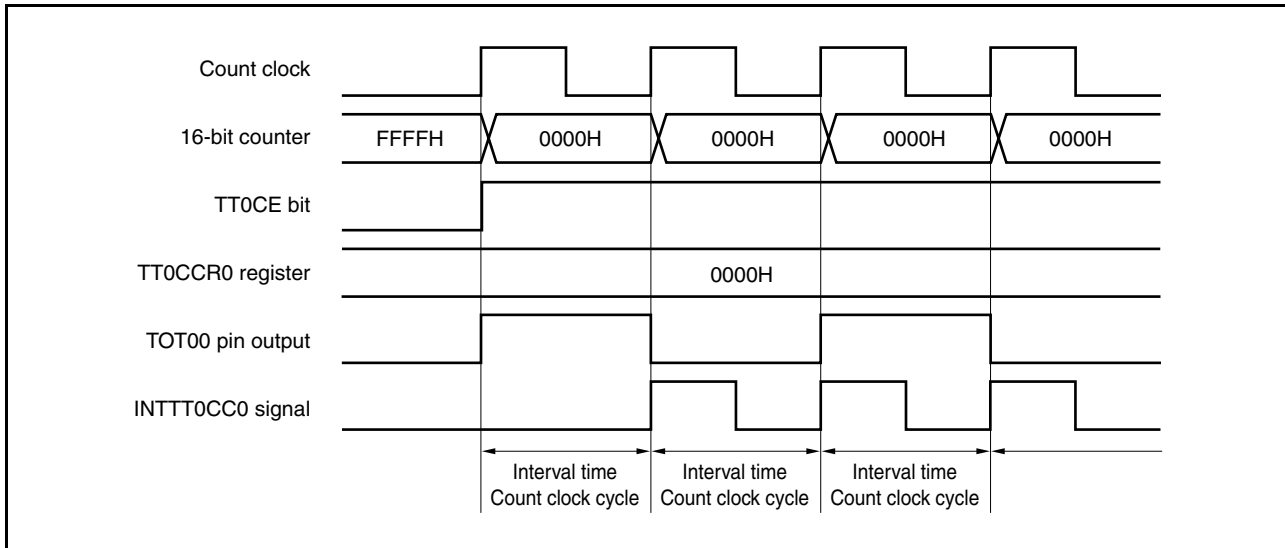 Count clock
16-bit counter
FFFFH
0000H
0000H
0000H
0000H
TT0CE bit
TT0CCR0 register
0000H
TOT00 pin output
INTTT0CC0 signal
Interval time
Count clock cycle
Interval time
Count clock cycle
Interval time
Count clock cycle